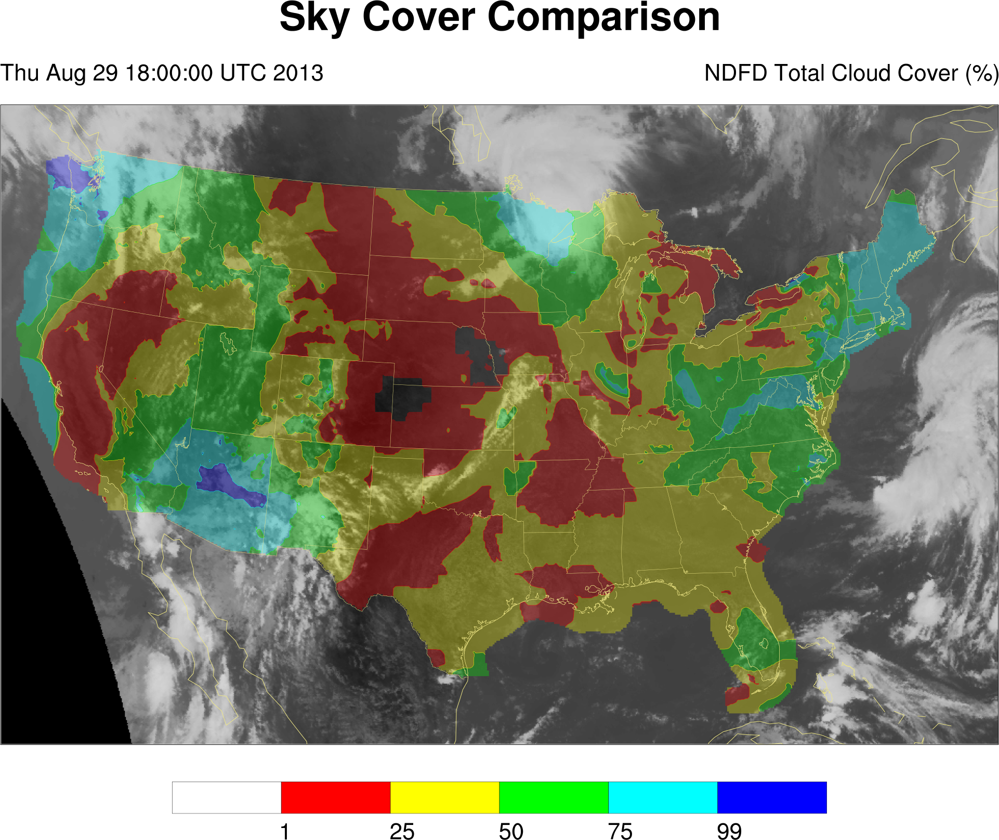 Sky Cover Comparison
Thu Aug 29 18:00:00 UTC 2013
NDFD Total Cloud Cover (%)
1 25 50 75 99